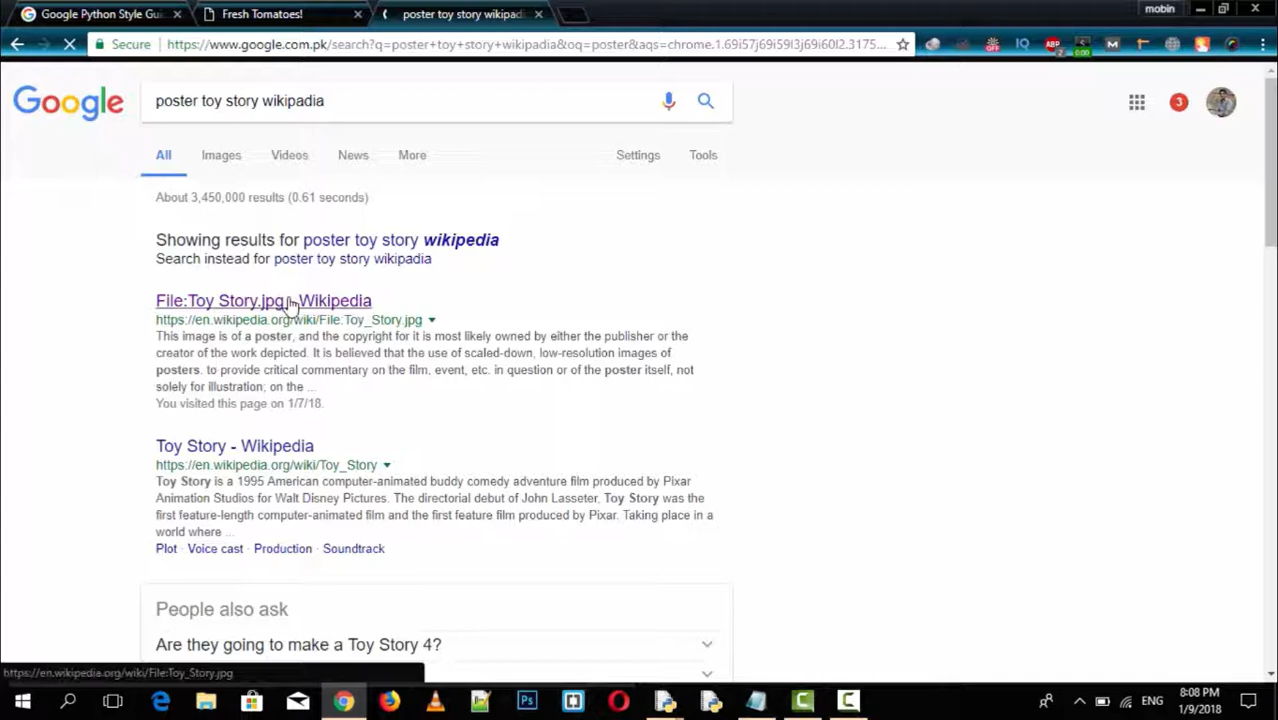 Google Python Style Gui
Fresh Tomatoes!
poster toy story wikipad
mobin
Secure
https://www.google.com.pk/search?q=poster+toy+story+wikipadia&oq=poster&aqs=chrome.1.69i57j69i59l3j69i60l2.3175...
Google
poster toy story wikipadia
3
All Images Videos News More Settings Tools
About 3,450,000 results (0.61 seconds)
Showing results for poster toy story wikipedia
Search instead for poster toy story wikipadia
File:Toy Story.jpg - Wikipedia
https://en.wikipedia.org/wiki/File:Toy_Story.jpg
This image is of a poster, and the copyright for it is most likely owned by either the publisher or the
creator of the work depicted. It is believed that the use of scaled-down, low-resolution images of
posters. to provide critical commentary on the film, event, etc. in question or of the poster itself, not
solely for illustration; on the ...
You visited this page on 1/7/18.
Toy Story - Wikipedia
https://en.wikipedia.org/wiki/Toy_Story
Toy Story is a 1995 American computer-animated buddy comedy adventure film produced by Pixar
Animation Studios for Walt Disney Pictures. The directorial debut of John Lasseter, Toy Story was the
first feature-length computer-animated film and the first feature film produced by Pixar. Taking place in a
world where ...
Plot · Voice cast · Production · Soundtrack
People also ask
Are they going to make a Toy Story 4?
https://en.wikipedia.org/wiki/File:Toy_Story.jpg
ENG
8:08 PM
1/9/2018